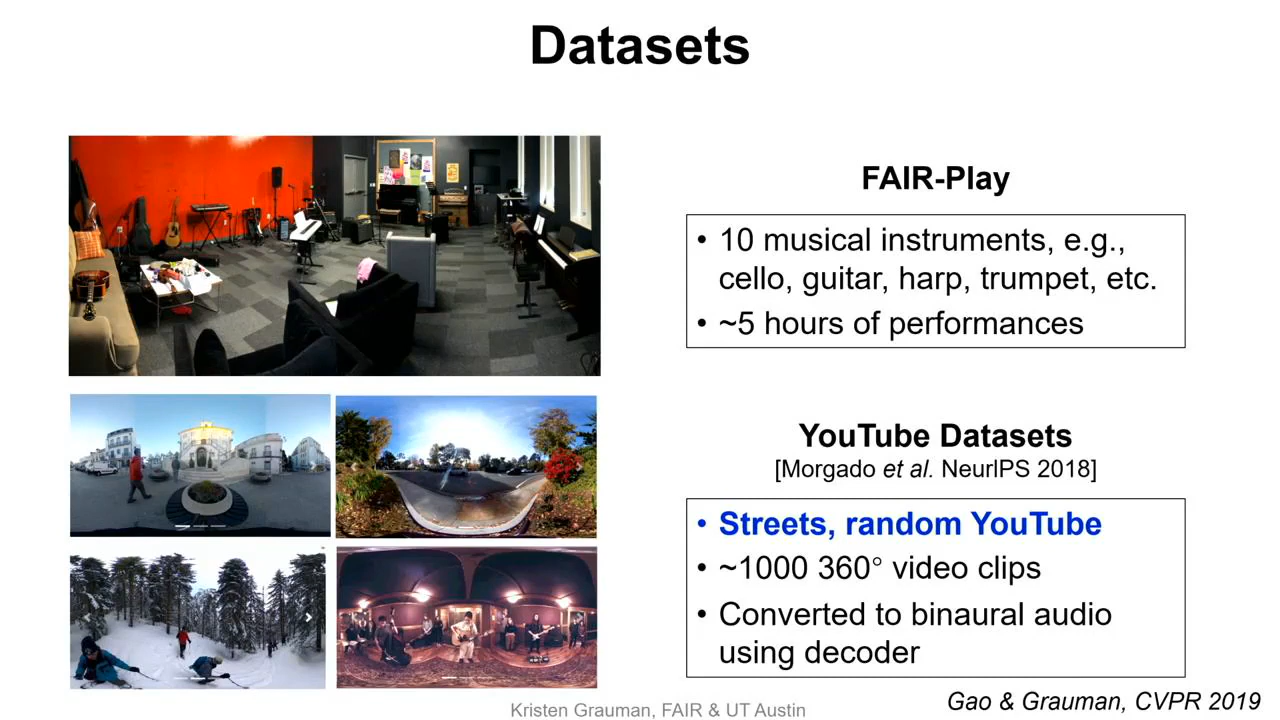 Datasets
FAIR-Play
• 10 musical instruments, e.g.,
cello, guitar, harp, trumpet, etc.
• ~5 hours of performances
YouTube Datasets
[Morgado et al. NeurIPS 2018]
• Streets, random YouTube
• ~1000 360° video clips
• Converted to binaural audio
using decoder
Gao & Grauman, CVPR 2019
Kristen Grauman, FAIR & UT Austin